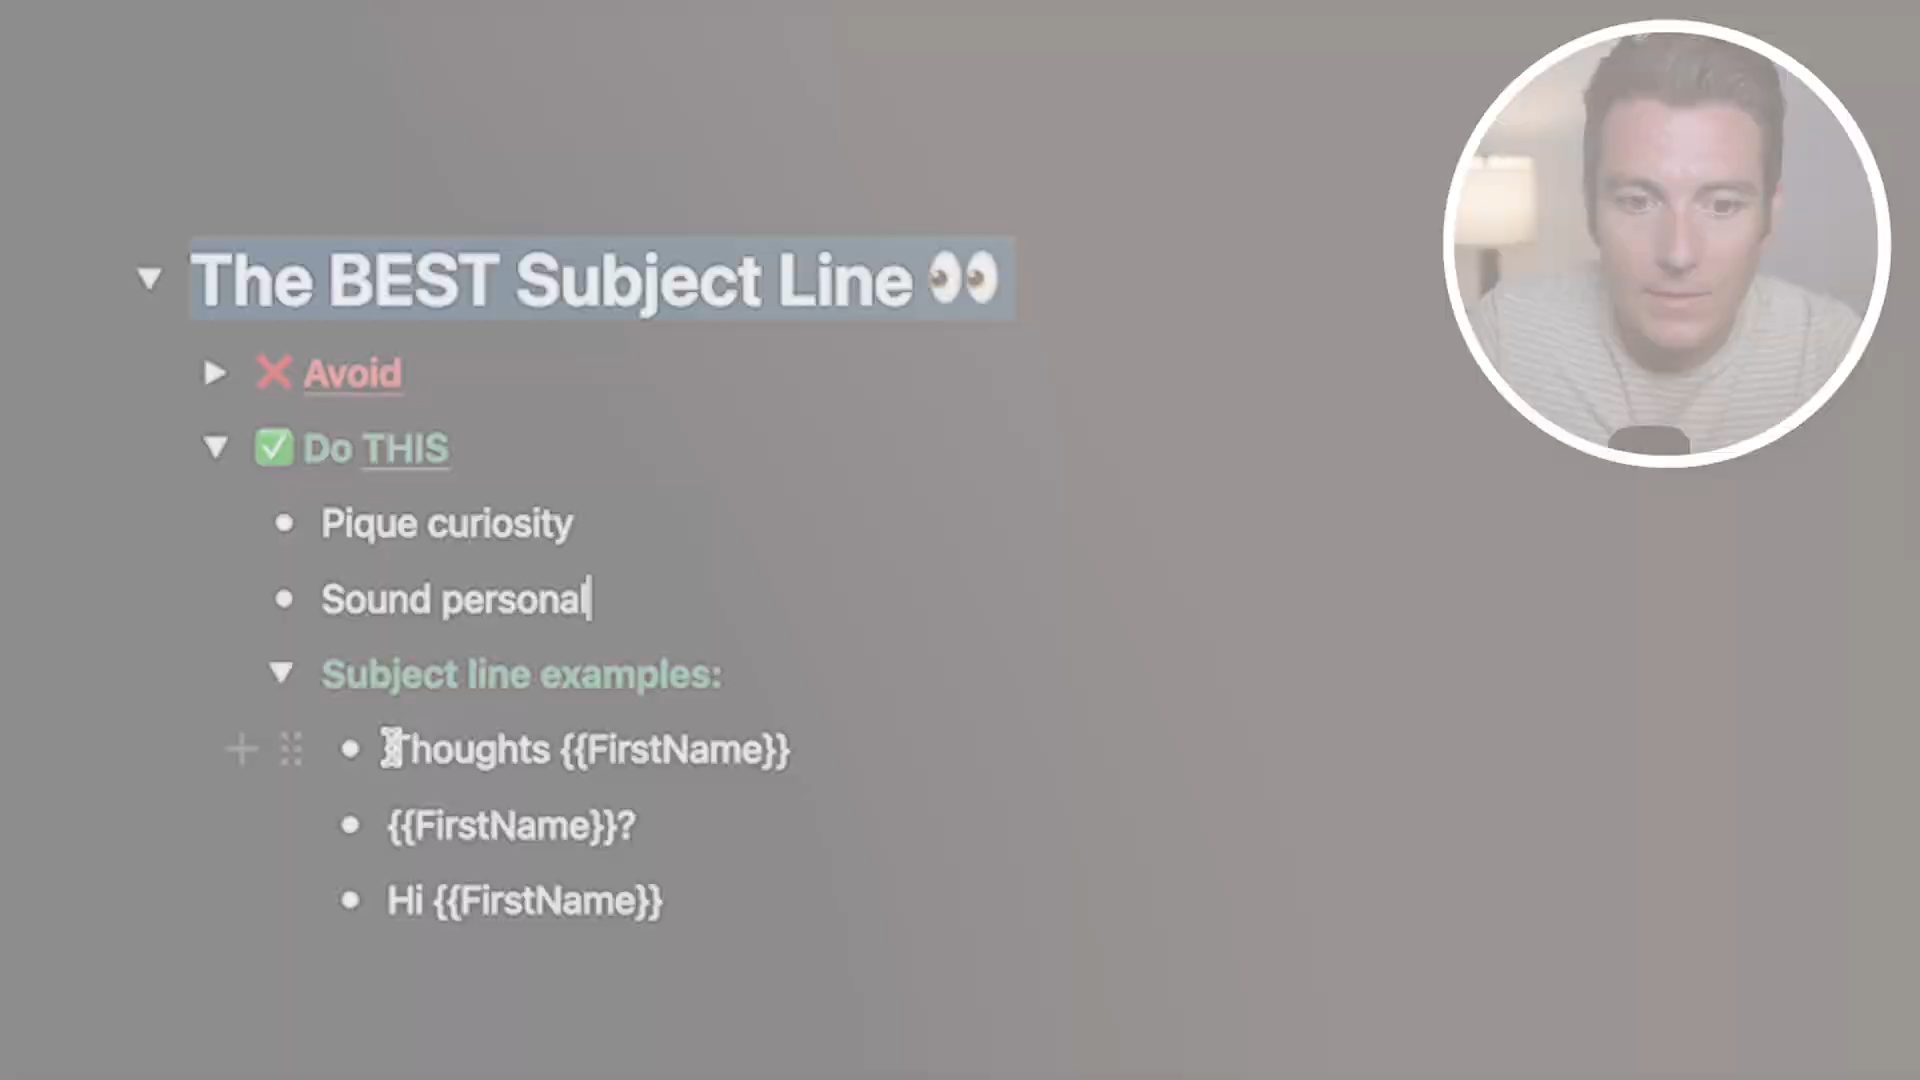 The BEST Subject Line 👀
❌ Avoid
✅ Do THIS
Pique curiosity
Sound personal
Subject line examples:
Thoughts {{FirstName}}
{{FirstName}}?
Hi {{FirstName}}